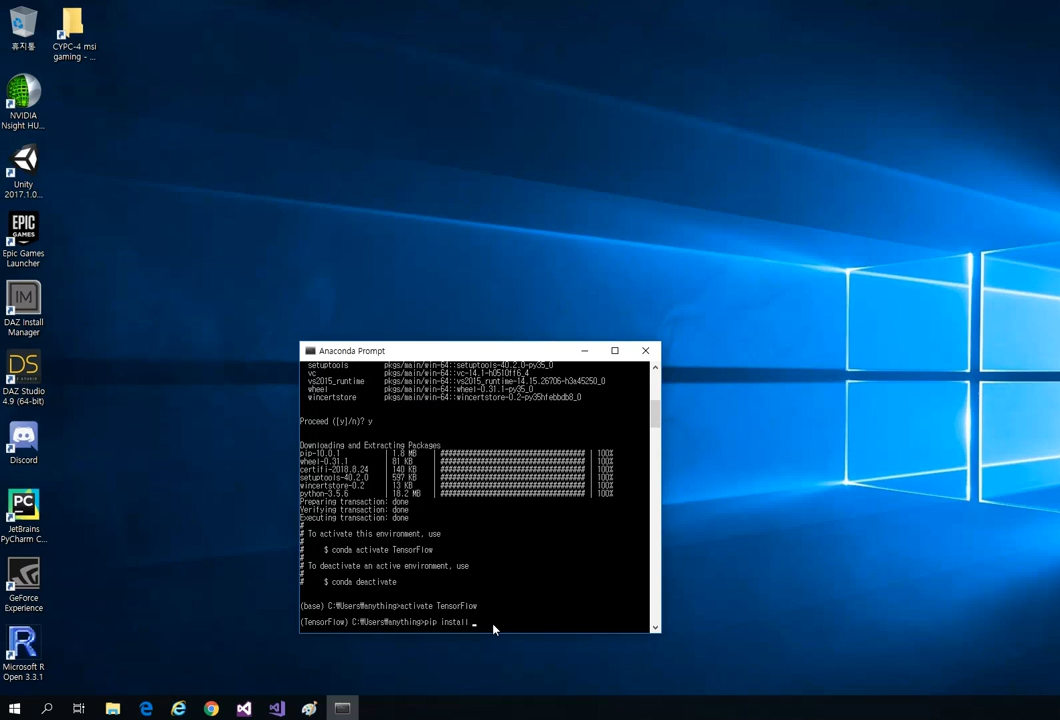 휴지통
CYPC-4 msi
gaming - ...
NVIDIA
Nsight HU...
Unity
2017.1.0...
EPIC
GAMES
Epic Games
Launcher
IM
DAZ Install
Manager
DS
STUDIO
DAZ Studio
4.9 (64-bit)
Discord
PC
JetBrains
PyCharm C...
GeForce
Experience
R
Microsoft R
Open 3.3.1
Anaconda Prompt
setuptools pkgs/main/win-64::setuptools-40.2.0-py35_0
vc pkgs/main/win-64::vc-14.1-h0510ff6_4
vs2015_runtime pkgs/main/win-64::vs2015_runtime-14.15.26706-h3a45250_0
wheel pkgs/main/win-64::wheel-0.31.1-py35_0
wincertstore pkgs/main/win-64::wincertstore-0.2-py35hfebbdb8_0
Proceed ([y]/n)? y
Downloading and Extracting Packages
pip-10.0.1 | 1.8 MB | ##################################### | 100%
wheel-0.31.1 | 81 KB | ##################################### | 100%
certifi-2018.8.24 | 140 KB | ##################################### | 100%
setuptools-40.2.0 | 597 KB | ##################################### | 100%
wincertstore-0.2 | 13 KB | ##################################### | 100%
python-3.5.6 | 18.2 MB | ##################################### | 100%
Preparing transaction: done
Verifying transaction: done
Executing transaction: done
#
# To activate this environment, use
#
# $ conda activate TensorFlow
#
# To deactivate an active environment, use
#
# $ conda deactivate
(base) C:₩Users₩anything>activate TensorFlow
(TensorFlow) C:₩Users₩anything>pip install _